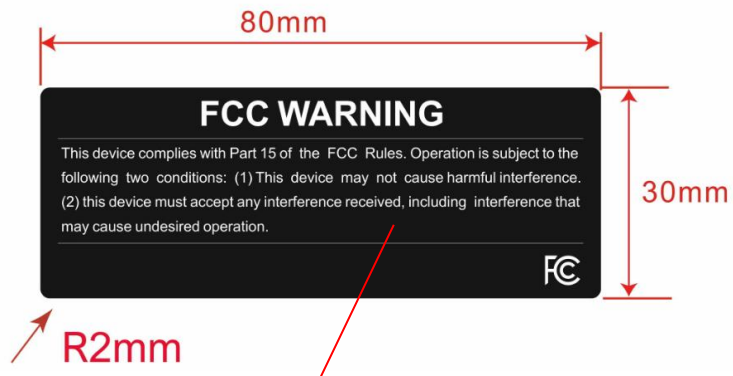 80mm
FCC WARNING
This device complies with Part 15 of the FCC Rules. Operation is subject to the
following two conditions: (1) This device may not cause harmful interference.
(2) this device must accept any interference received, including interference that
may cause undesired operation.
30mm
FC
R2mm